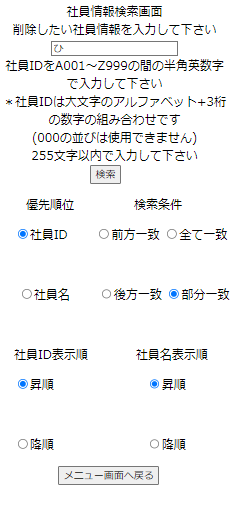 社員情報検索画面
削除したい社員情報を入力して下さい
ひ
社員IDをA001～Z999の間の半角英数字
で入力して下さい
＊社員IDは大文字のアルファベット+3桁
の数字の組み合わせです
(000の並びは使用できません)
255文字以内で入力して下さい
検索
優先順位 検索条件
社員ID 前方一致 全て一致
社員名 後方一致 部分一致
社員ID表示順 社員名表示順
昇順 昇順
降順 降順
メニュー画面へ戻る